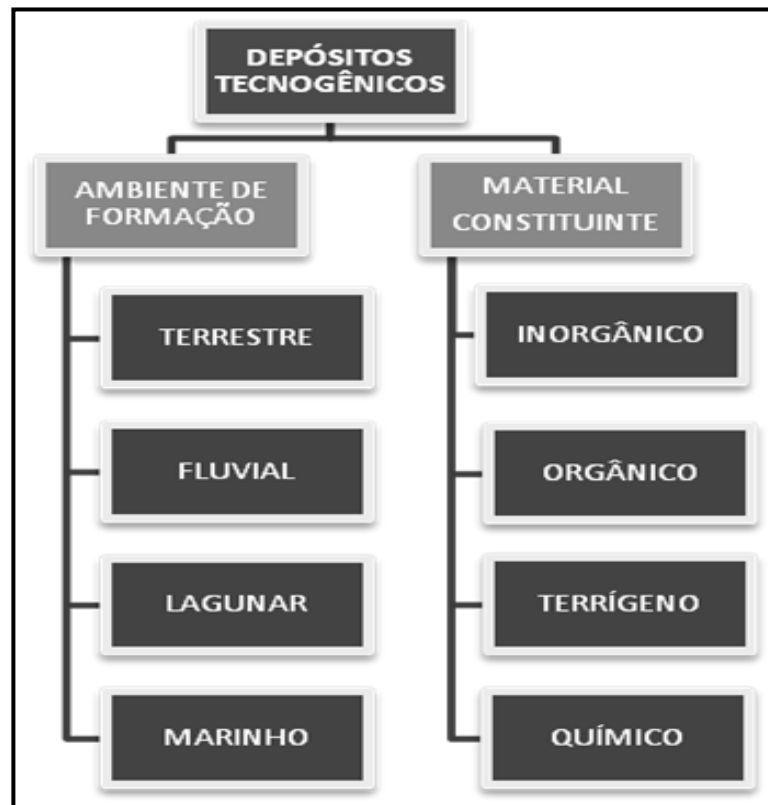 DEPÓSITOS
TECNOGÊNICOS
AMBIENTE DE
FORMAÇÃO
TERRESTRE
FLUVIAL
LAGUNAR
MARINHO
MATERIAL
CONSTITUINTE
INORGÂNICO
ORGÂNICO
TERRÍGENO
QUÍMICO